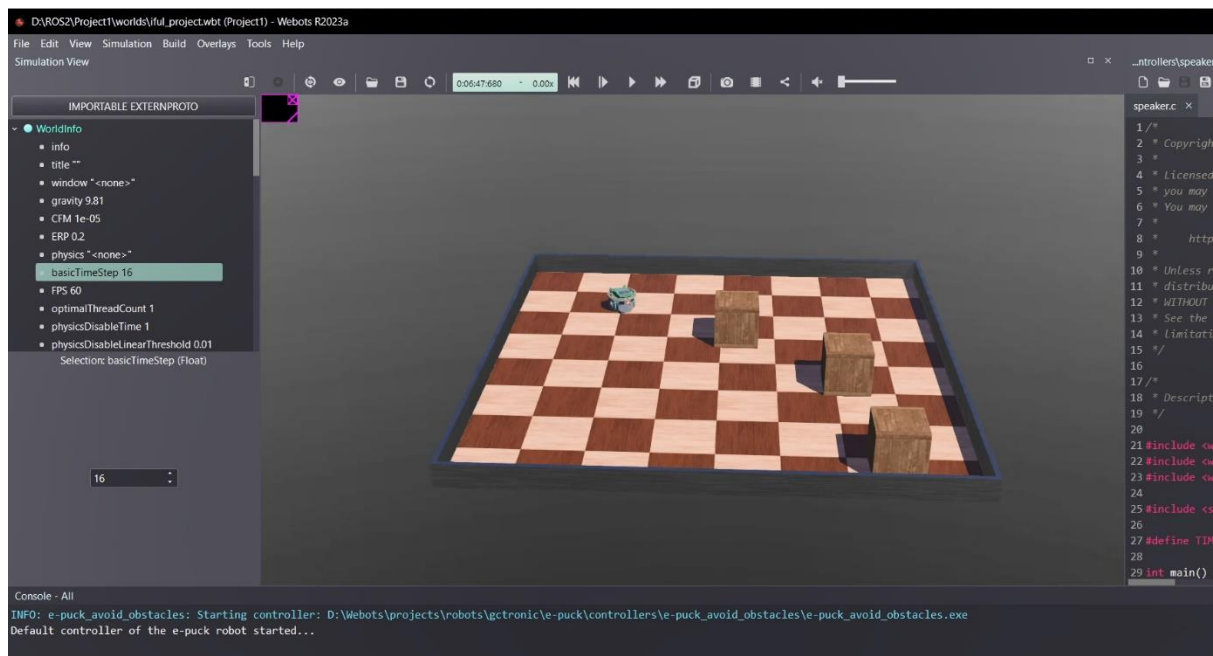 D:\ROS2\Project1\worlds\iful_project.wbt (Project1) - Webots R2023a
File Edit View Simulation Build Overlays Tools Help
Simulation View
0:06:47:680 - 0.00x
IMPORTABLE EXTERNPROTO
WorldInfo
info
title ""
window "<none>"
gravity 9.81
CFM 1e-05
ERP 0.2
physics "<none>"
basicTimeStep 16
FPS 60
optimalThreadCount 1
physicsDisableTime 1
physicsDisableLinearThreshold 0.01
Selection: basicTimeStep (Float)
16
...ntrollers\speaker
speaker.c ×
1 /*
2 * Copyrigh
3 *
4 * Licensed
5 * you may
6 * You may
7 *
8 * http
9 *
10 * Unless r
11 * distribu
12 * WITHOUT
13 * See the
14 * limitati
15 */
16
17 /*
18 * Descript
19 */
20
21 #include <w
22 #include <w
23 #include <w
24
25 #include <s
26
27 #define TIM
28
29 int main()
Console - All
INFO: e-puck_avoid_obstacles: Starting controller: D:\Webots\projects\robots\gctronic\e-puck\controllers\e-puck_avoid_obstacles\e-puck_avoid_obstacles.exe
Default controller of the e-puck robot started...